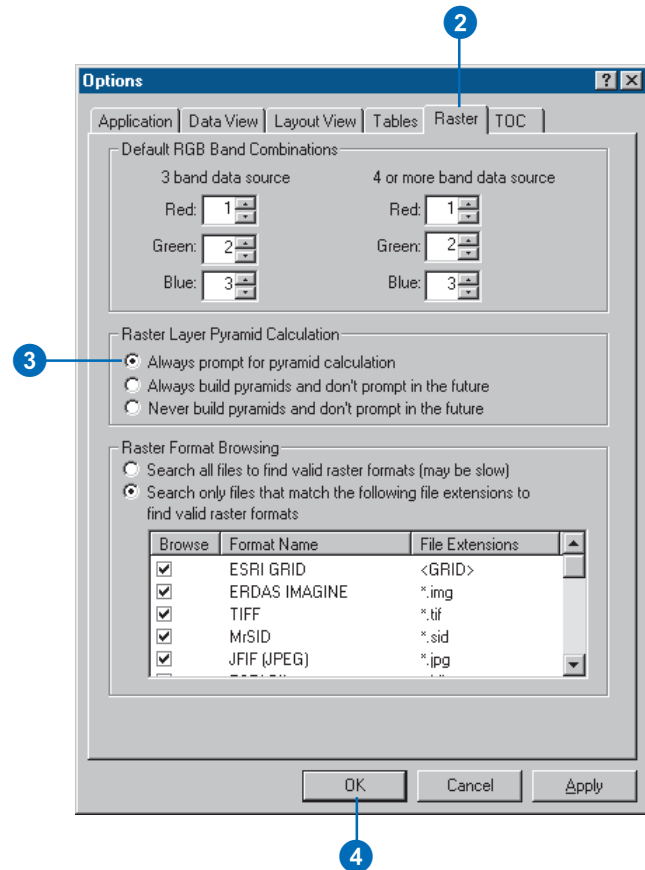 2
Options
Application Data View Layout View Tables Raster TOC
Default RGB Band Combinations
3 band data source 4 or more band data source
Red: 1 Red: 1
Green: 2 Green: 2
Blue: 3 Blue: 3
Raster Layer Pyramid Calculation
3
Always prompt for pyramid calculation
Always build pyramids and don't prompt in the future
Never build pyramids and don't prompt in the future
Raster Format Browsing
Search all files to find valid raster formats (may be slow)
Search only files that match the following file extensions to
find valid raster formats
Browse Format Name File Extensions
ESRI GRID <GRID>
ERDAS IMAGINE *.img
TIFF *.tif
MrSID *.sid
JFIF (JPEG) *.jpg
OK Cancel Apply
4